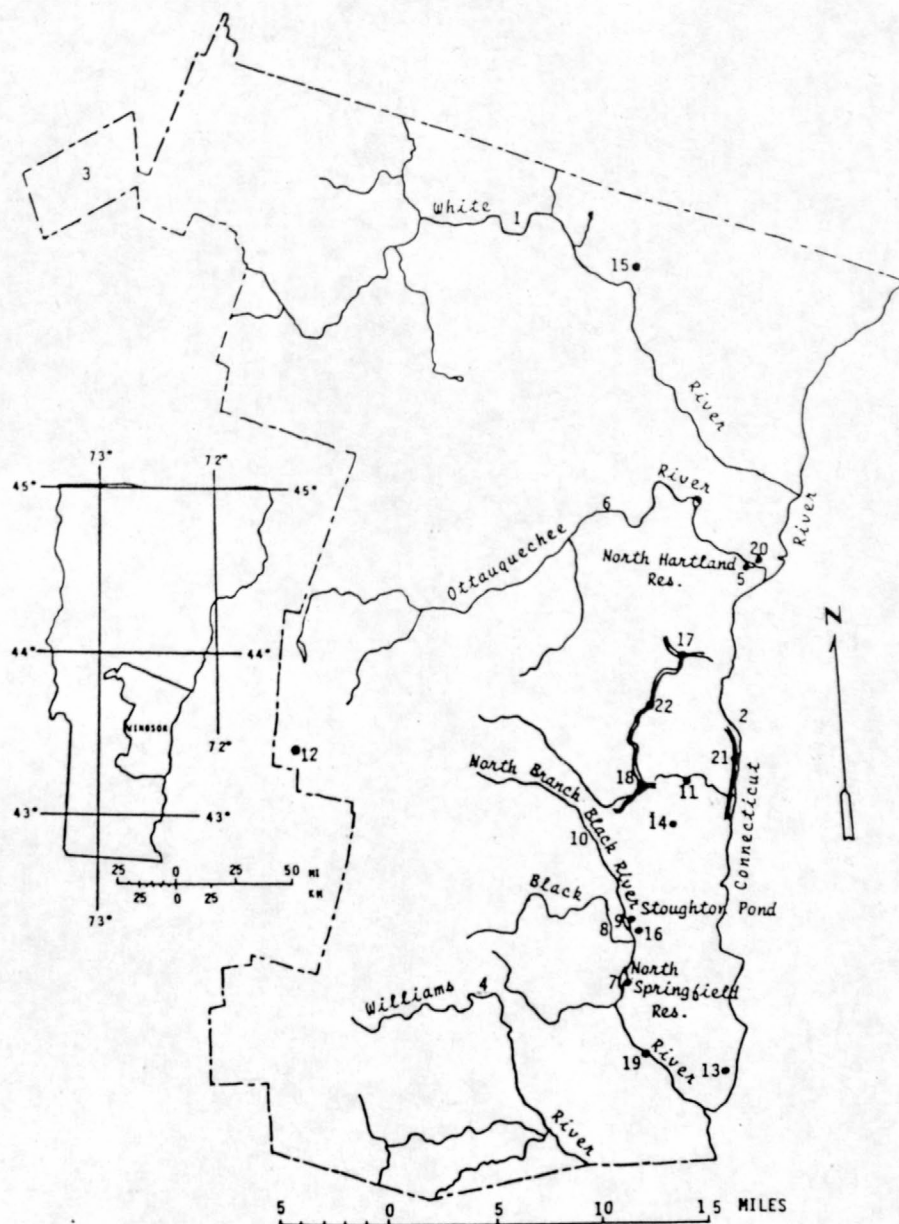 3
White
1
15
River
73°
72°
45°
45°
River
6
River
20
Ottauquechee
North Hartland
Res.
5
N
17
44°
44°
22
2
WINDSOR
72°
12
21
18
11
North Branch Black River
Connecticut
43°
43°
14
10
25 0 25 50 MI
25 0 25 KM
73°
Black
Stoughton Pond
9
8
16
North
Springfield
Res.
7
Williams
4
19
River
13
River
5 0 5 10 15 MILES